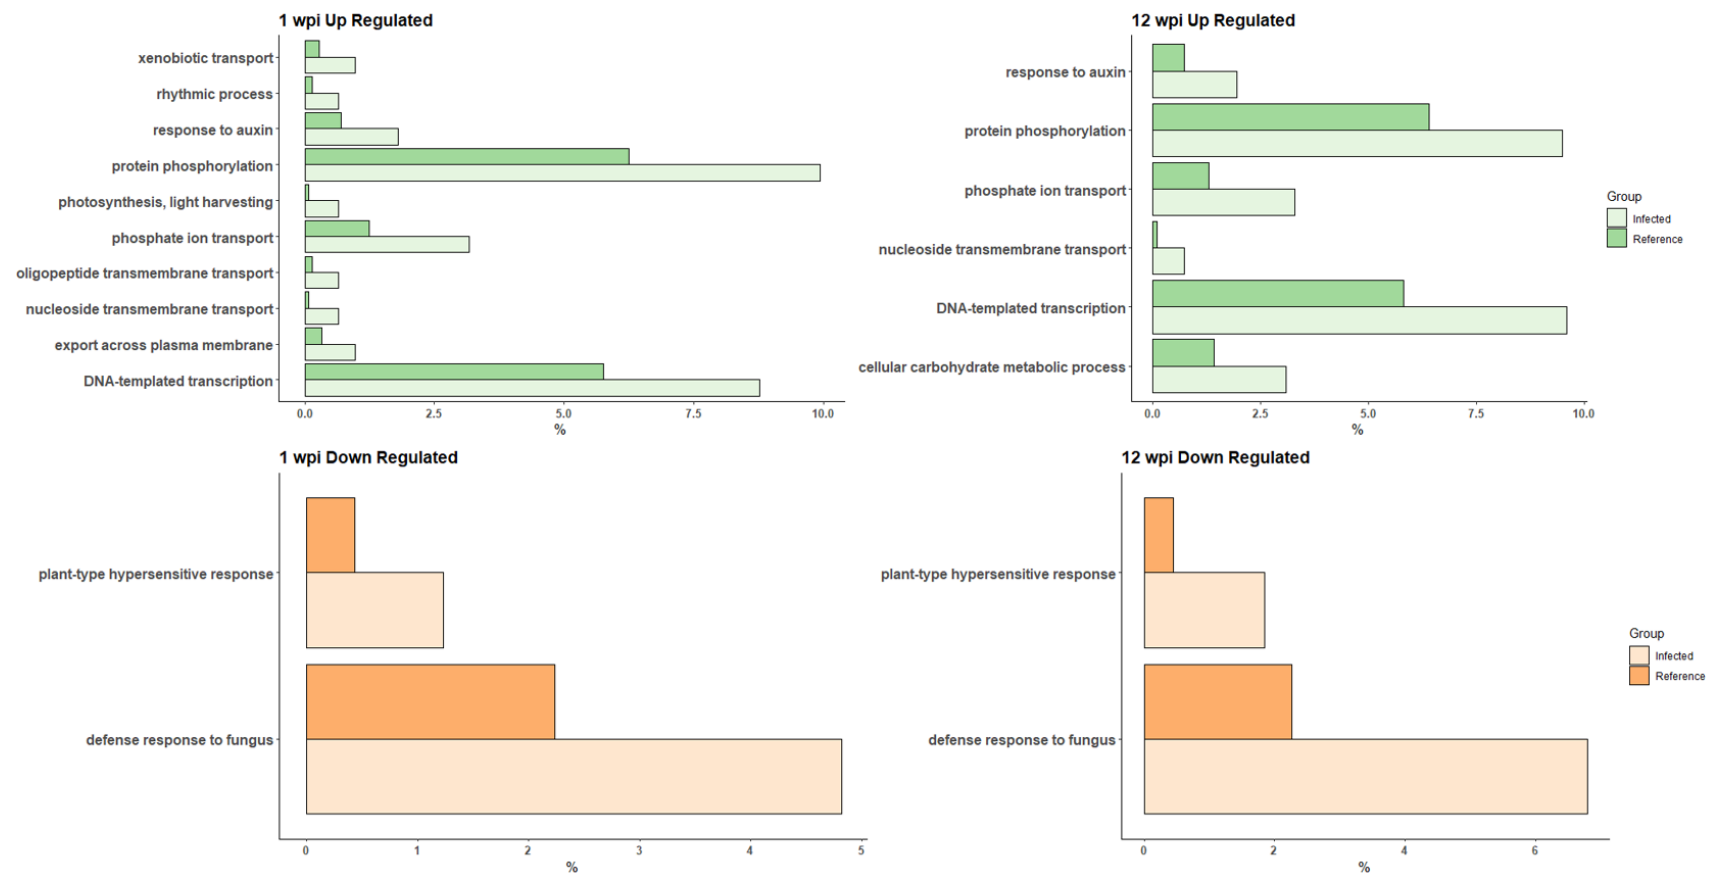 1 wpi Up Regulated
xenobiotic transport
rhythmic process
response to auxin
protein phosphorylation
photosynthesis, light harvesting
phosphate ion transport
oligopeptide transmembrane transport
nucleoside transmembrane transport
export across plasma membrane
DNA-templated transcription
0.0 2.5 5.0 7.5 10.0
%
12 wpi Up Regulated
response to auxin
protein phosphorylation
phosphate ion transport
nucleoside transmembrane transport
DNA-templated transcription
cellular carbohydrate metabolic process
0.0 2.5 5.0 7.5 10.0
%
Group
Infected
Reference
1 wpi Down Regulated
plant-type hypersensitive response
defense response to fungus
0 1 2 3 4 5
%
12 wpi Down Regulated
plant-type hypersensitive response
defense response to fungus
0 2 4 6
%
Group
Infected
Reference